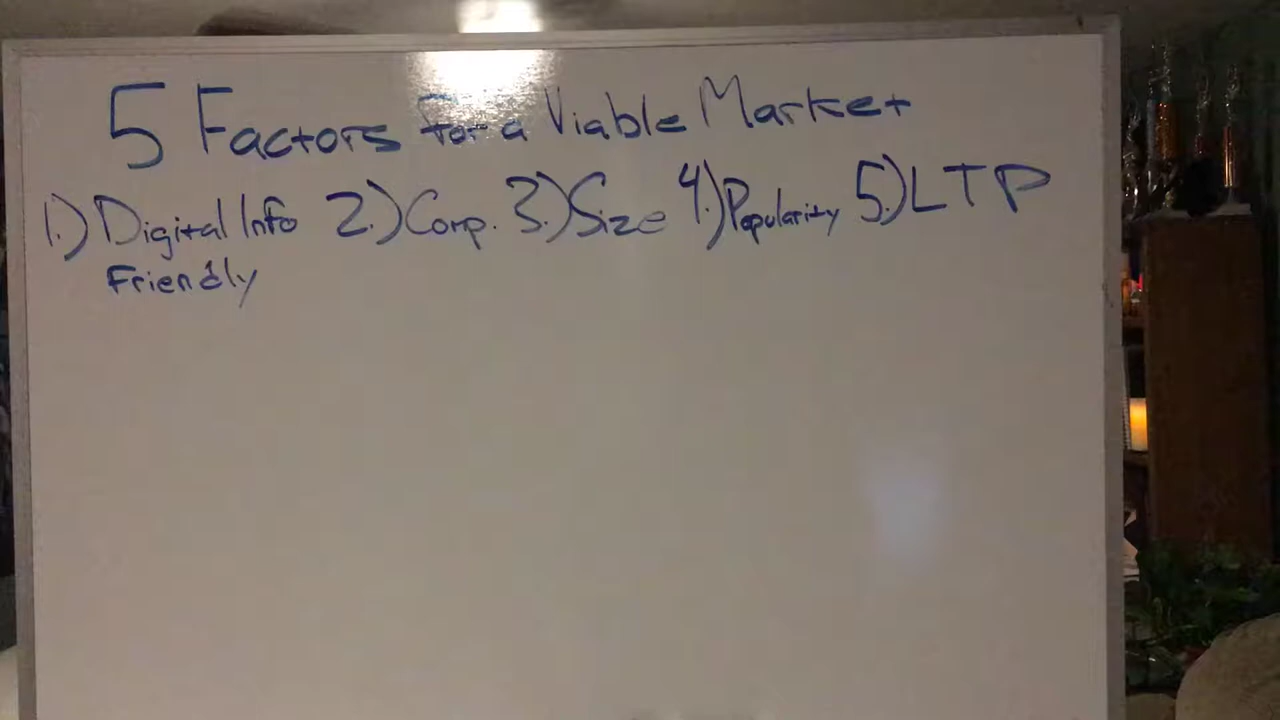 5 Factors for a Viable Market
1.) Digital Info 2.) Corp. 3.) Size 4.) Popularity 5.) LTP
Friendly